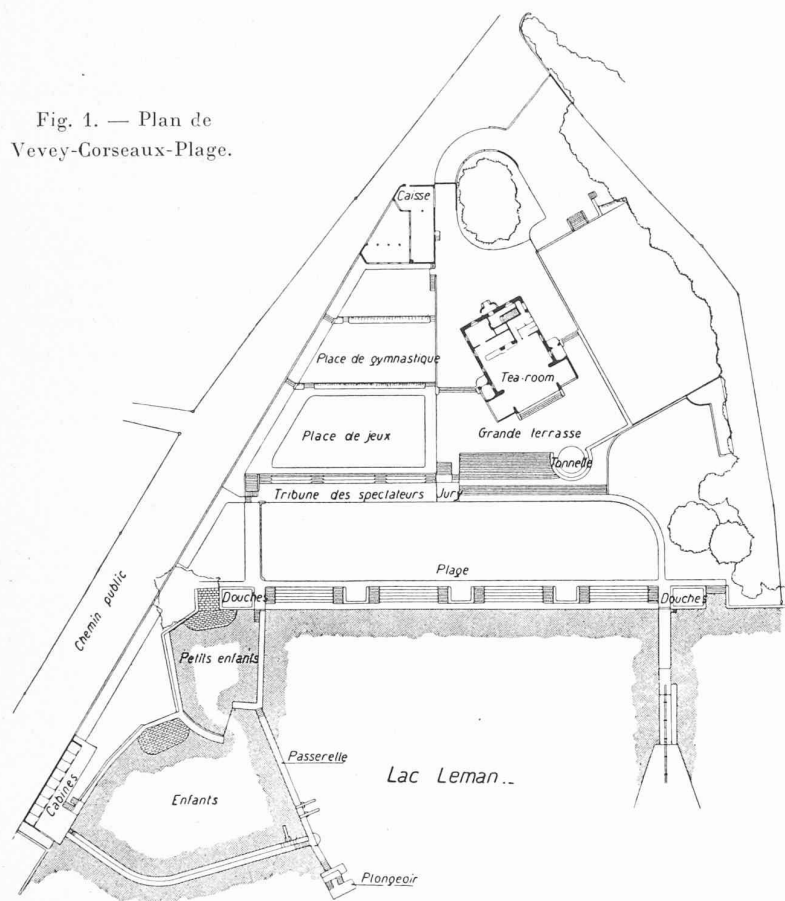 Fig. 1. — Plan de
Vevey-Corseaux-Plage.
Caisse
Place de gymnastique
Tea-room
Place de jeux
Grande terrasse
Tonnelle
Tribune des spectateurs
Jury
Plage
Douches
Douches
Chemin public
Petits enfants
Passerelle
Lac Leman_
Cabines
Enfants
Plongeoir